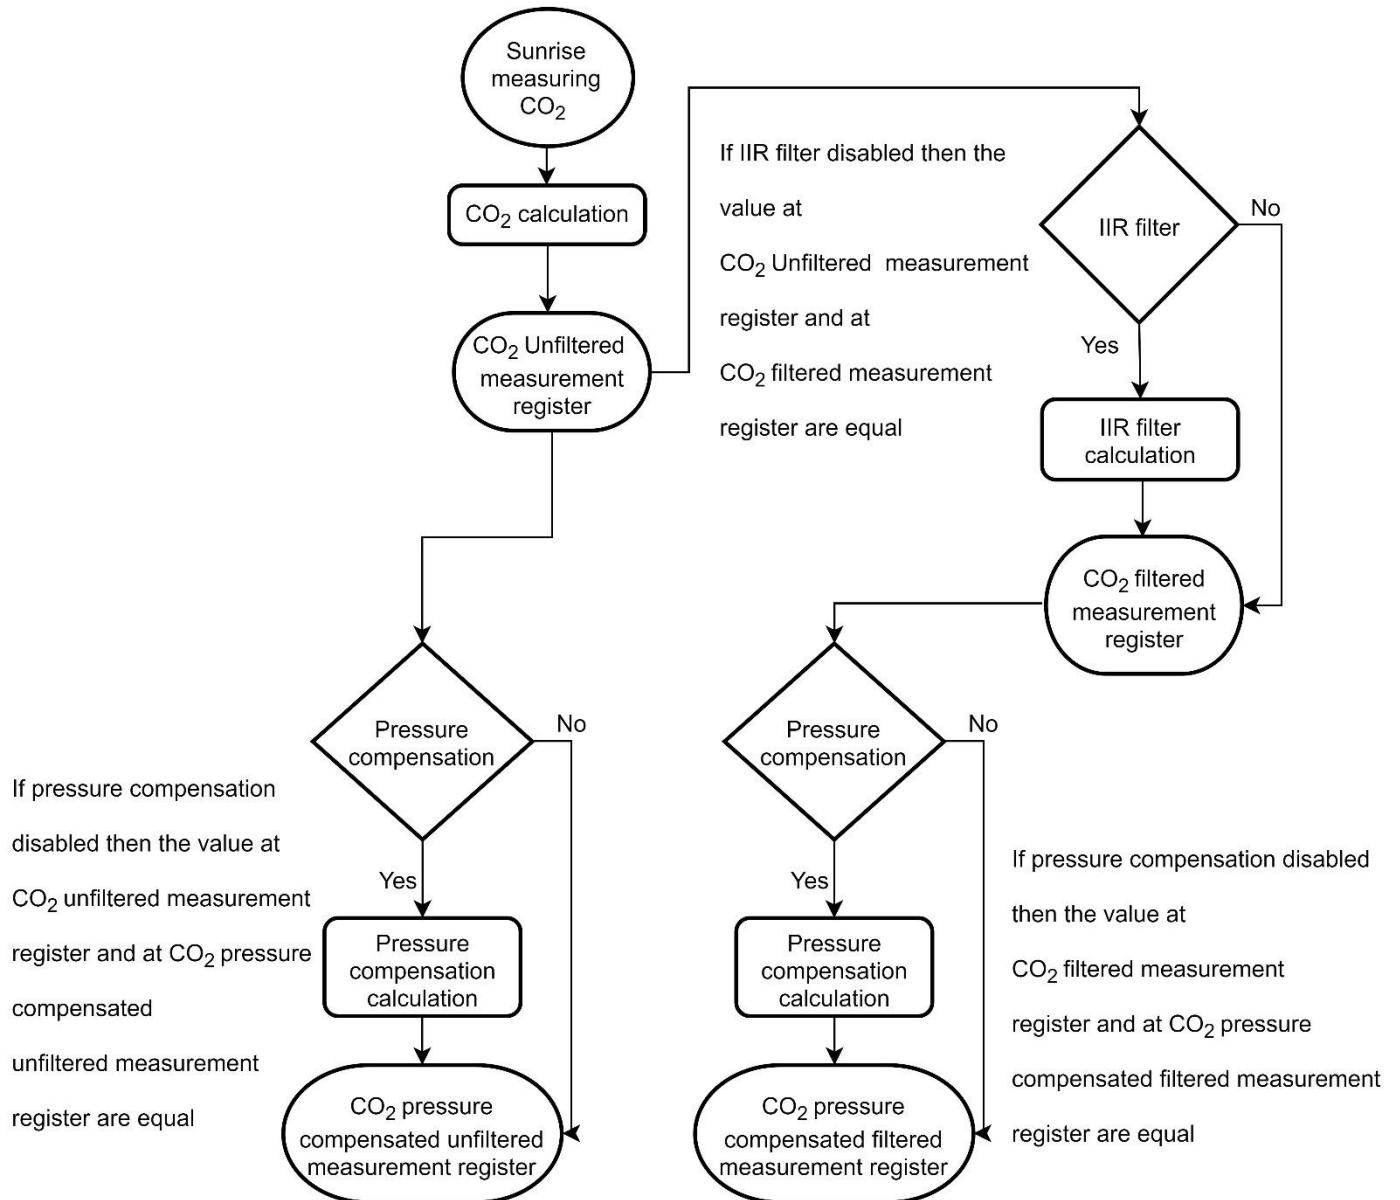 Sunrise
measuring
CO2
CO2 calculation
CO2 Unfiltered
measurement
register
If IIR filter disabled then the
value at
CO2 Unfiltered  measurement
register and at
CO2 filtered measurement
register are equal
IIR filter
No
Yes
IIR filter
calculation
CO2 filtered
measurement
register
Pressure
compensation
No
Yes
Pressure
compensation
calculation
CO2 pressure
compensated unfiltered
measurement register
If pressure compensation
disabled then the value at
CO2 unfiltered measurement
register and at CO2 pressure
compensated
unfiltered measurement
register are equal
Pressure
compensation
No
Yes
Pressure
compensation
calculation
CO2 pressure
compensated filtered
measurement register
If pressure compensation disabled
then the value at
CO2 filtered measurement
register and at CO2 pressure
compensated filtered measurement
register are equal